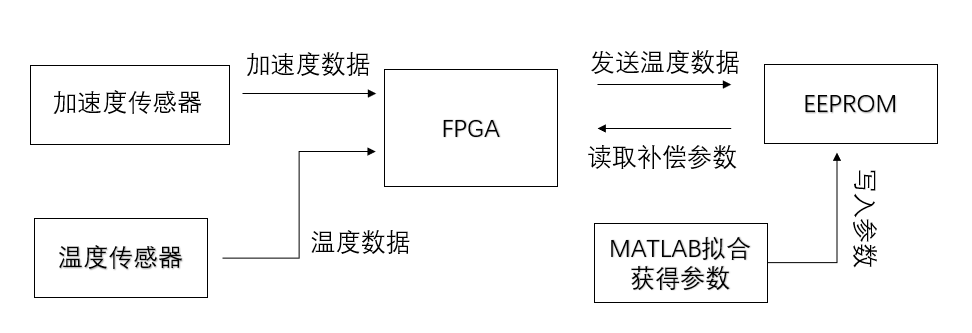 加速度传感器
加速度数据
FPGA
发送温度数据
EEPROM
读取补偿参数
温度传感器
温度数据
MATLAB拟合
获得参数
写入参数